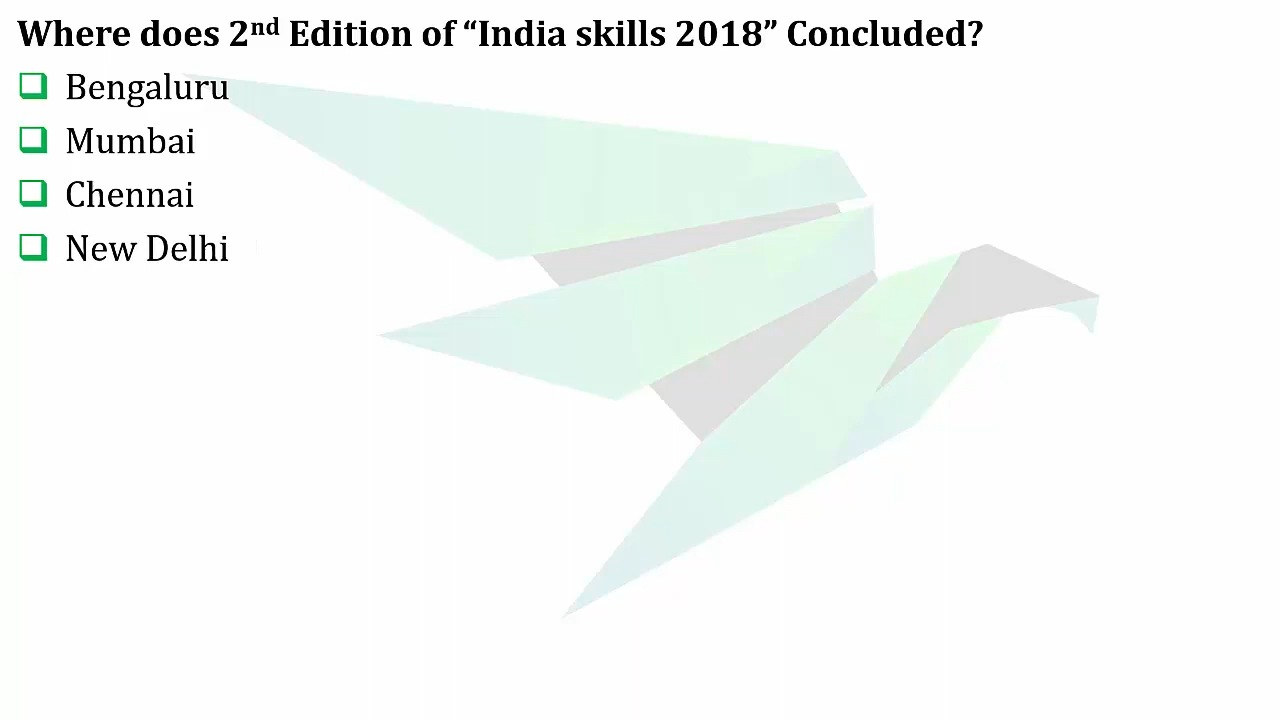 Where does 2nd Edition of “India skills 2018” Concluded?
Bengaluru
Mumbai
Chennai
New Delhi